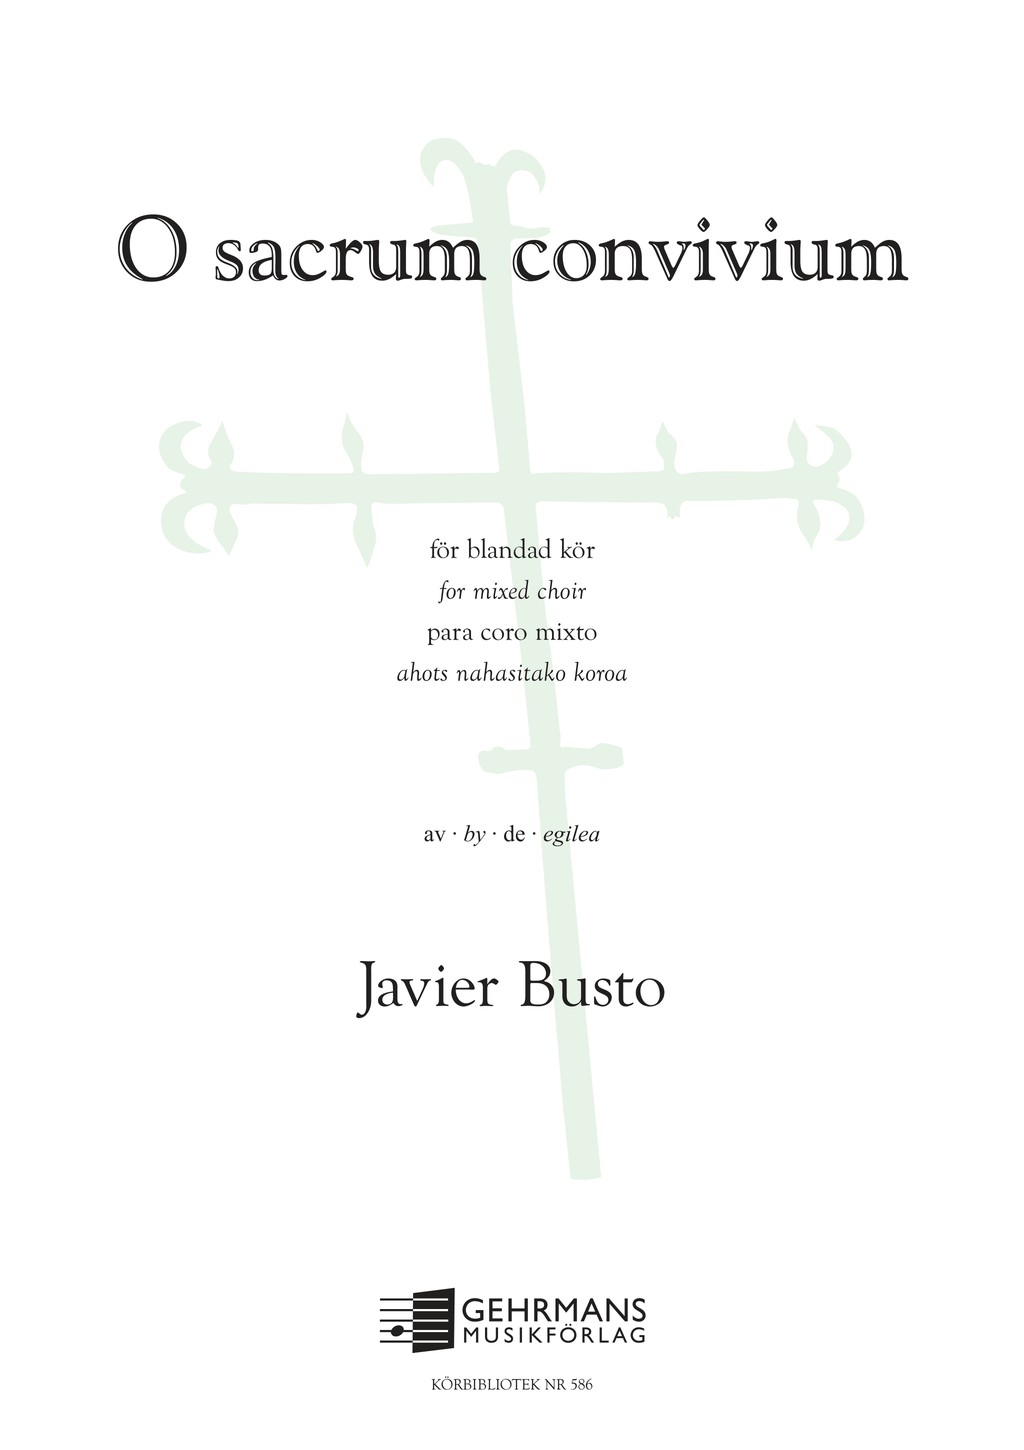 O sacrum convivium
för blandad kör
for mixed choir
para coro mixto
ahots nahasitako koroa
av · by · de · egilea
Javier Busto
GEHRMANS
MUSIKFÖRLAG
KÖRBIBLIOTEK NR 586